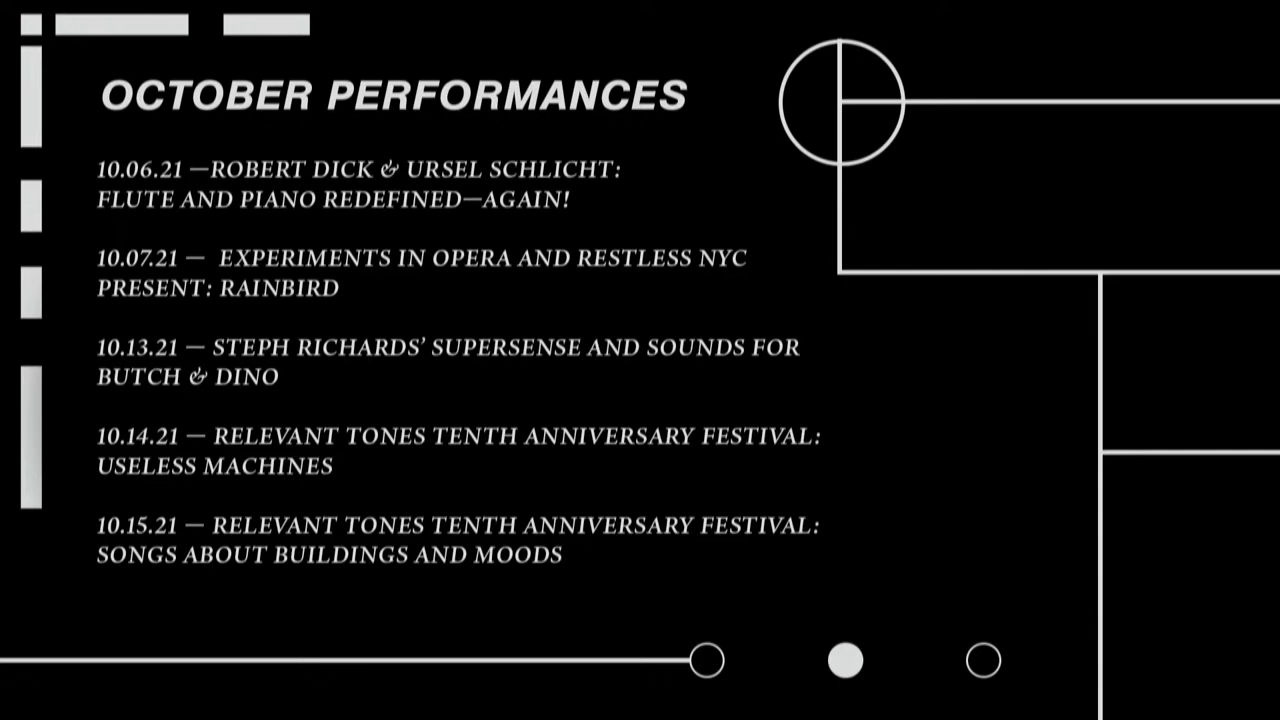 OCTOBER PERFORMANCES
10.06.21 —ROBERT DICK & URSEL SCHLICHT:
FLUTE AND PIANO REDEFINED—AGAIN!
10.07.21 — EXPERIMENTS IN OPERA AND RESTLESS NYC
PRESENT: RAINBIRD
10.13.21 — STEPH RICHARDS’ SUPERSENSE AND SOUNDS FOR
BUTCH & DINO
10.14.21 — RELEVANT TONES TENTH ANNIVERSARY FESTIVAL:
USELESS MACHINES
10.15.21 — RELEVANT TONES TENTH ANNIVERSARY FESTIVAL:
SONGS ABOUT BUILDINGS AND MOODS